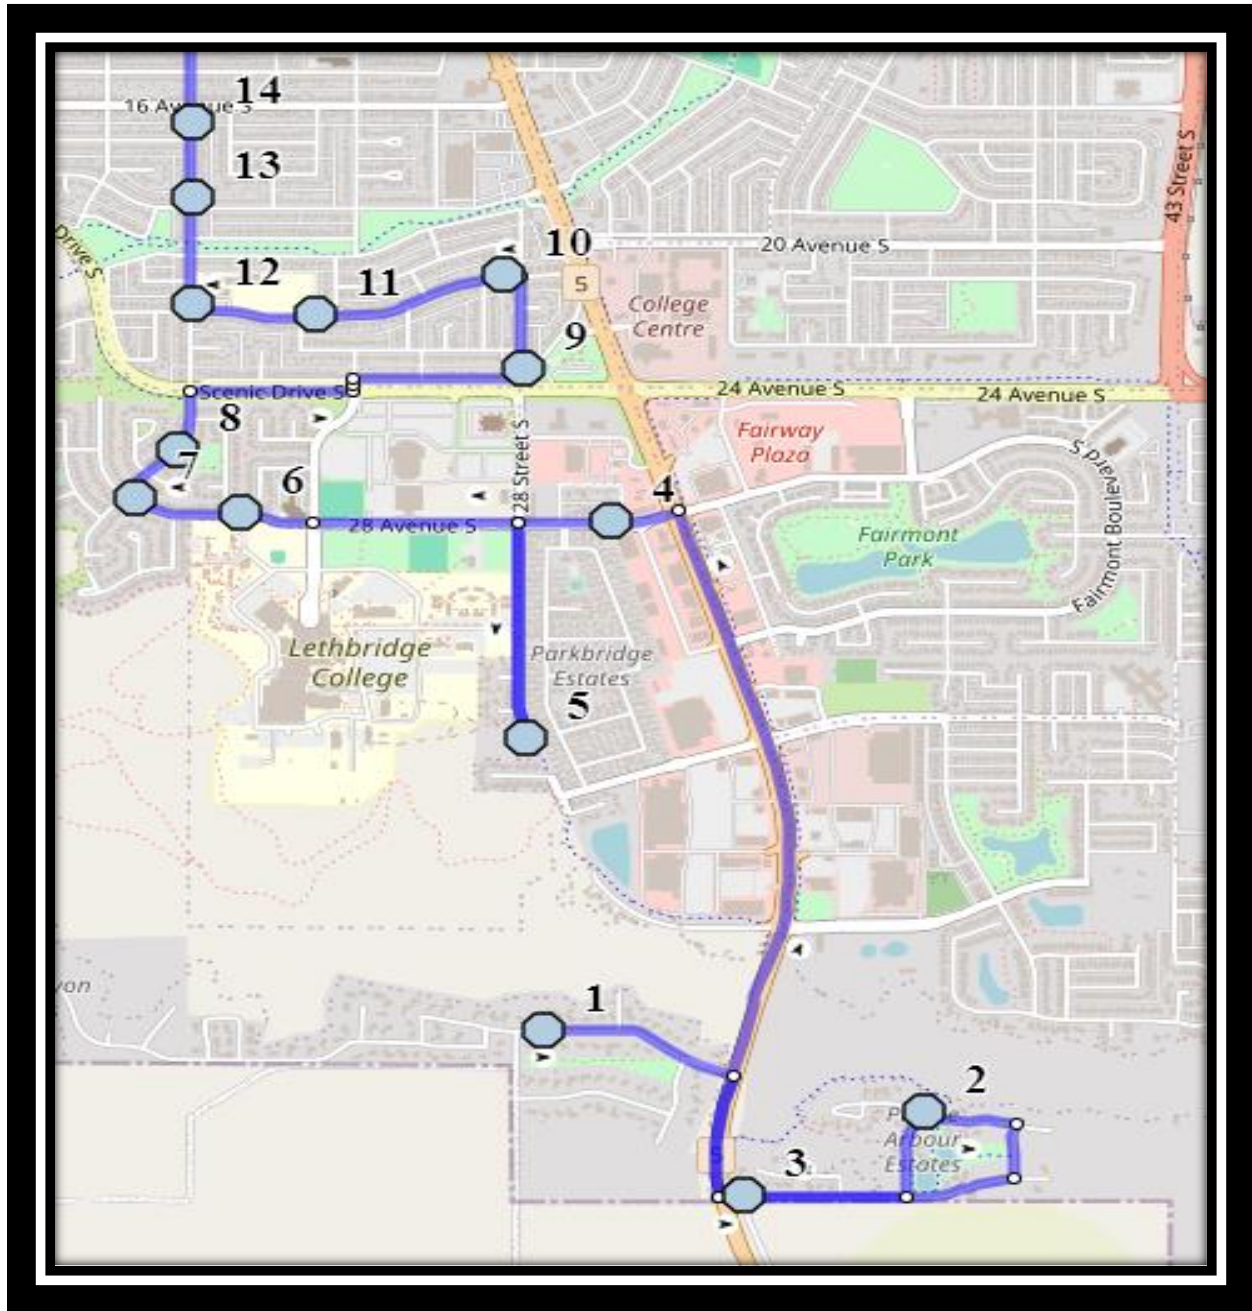 14
16 Avenue S
13
43 Street S
Drive S
10
20 Avenue S
12
11
5
College
Centre
9
Scenic Drive S
24 Avenue S
24 Avenue S
8
Fairway
Plaza
28 Street S
Fairmont Boulevard S
7
6
4
28 Avenue S
Fairmont
Park
Lethbridge
College
Parkbridge
Estates
5
yon
1
2
Arbour
Estates
3
5